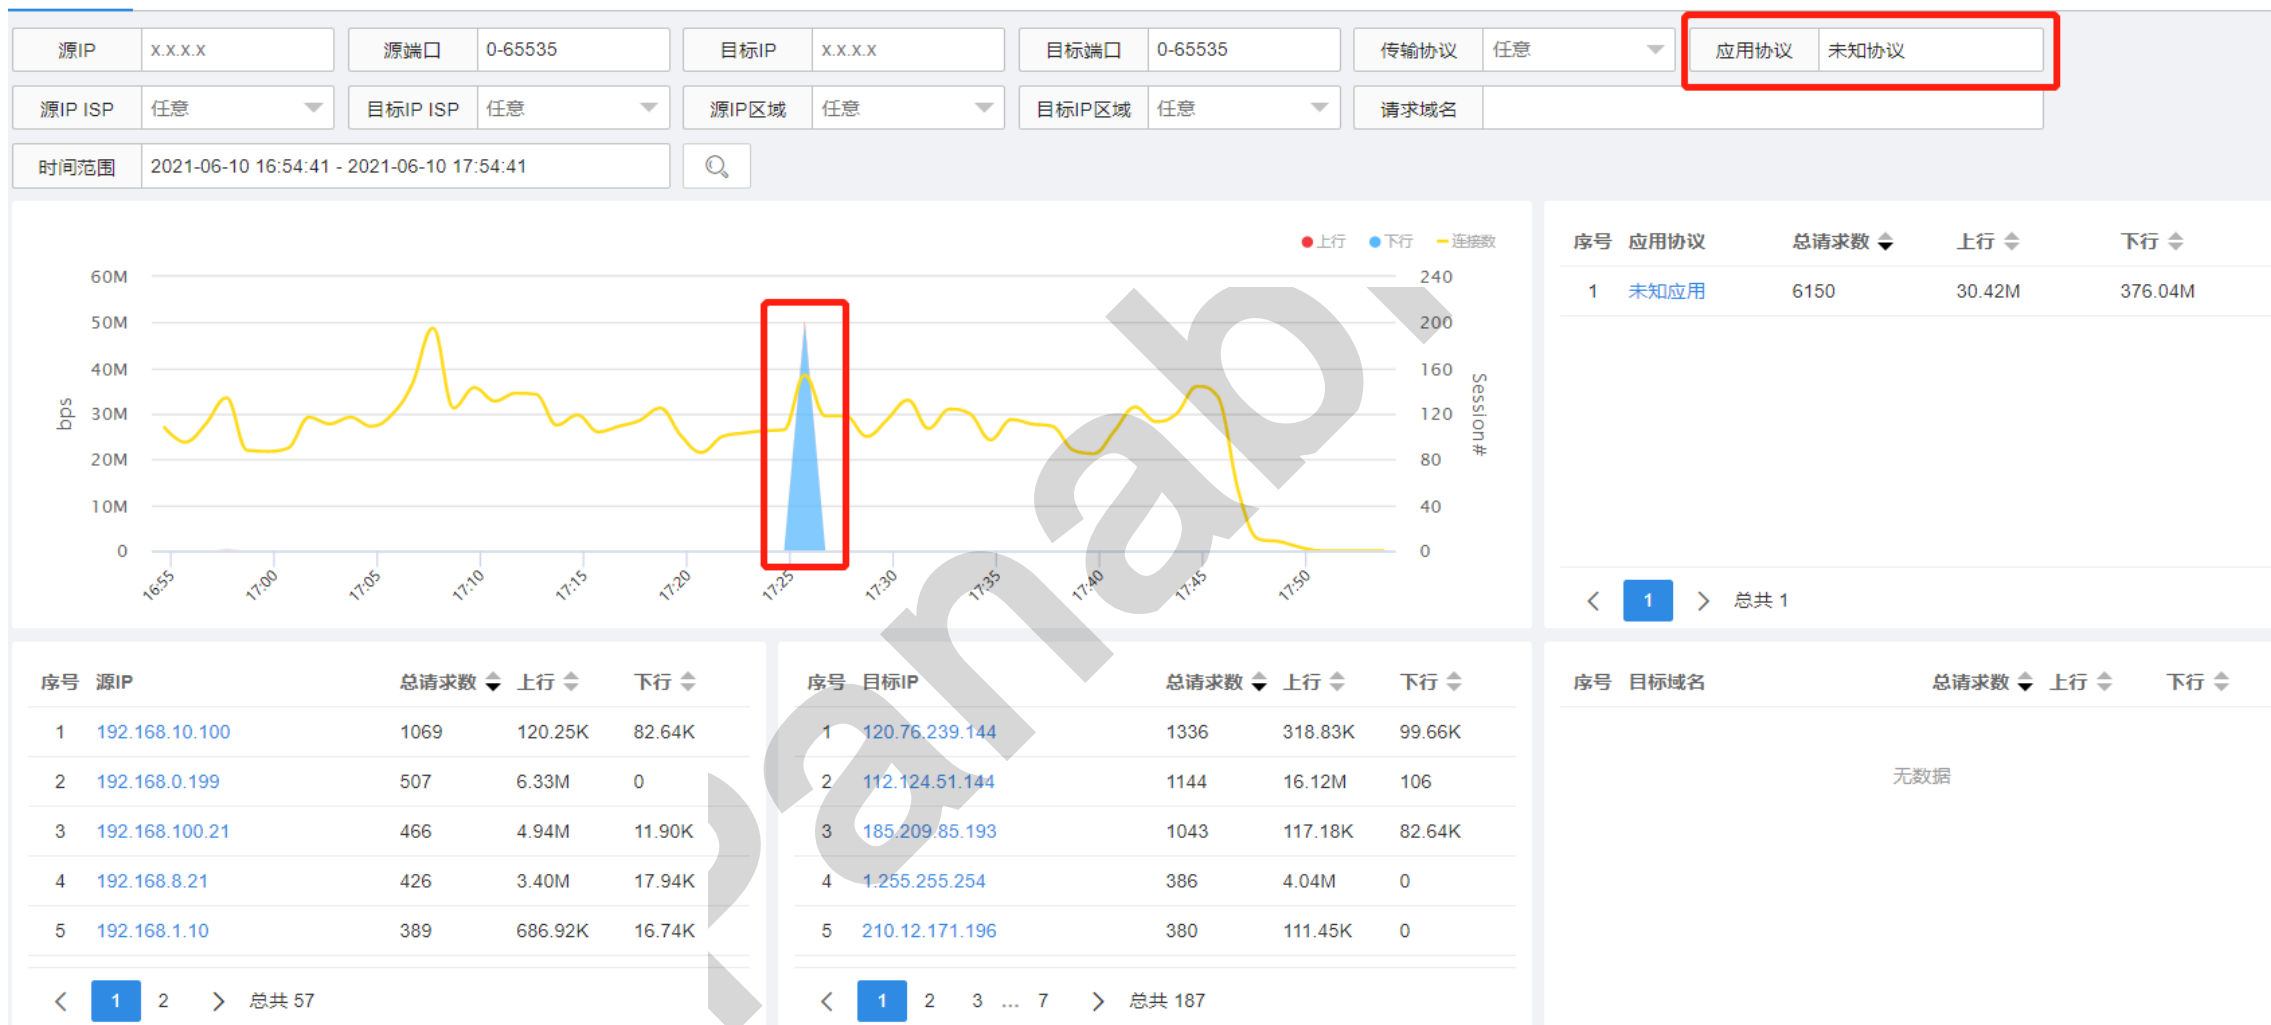 源IP x.x.x.x 源端口 0-65535 目标IP x.x.x.x 目标端口 0-65535 传输协议 任意 应用协议 未知协议
源IP ISP 任意 目标IP ISP 任意 源IP区域 任意 目标IP区域 任意 请求域名
时间范围 2021-06-10 16:54:41 - 2021-06-10 17:54:41
上行 下行 连接数
60M 240
50M 200
40M 160
30M 120
20M 80
10M 40
0 0
bps
Session#
16:55 17:00 17:05 17:10 17:15 17:20 17:25 17:30 17:35 17:40 17:45 17:50
序号 应用协议 总请求数 上行 下行
1 未知应用 6150 30.42M 376.04M
1 总共 1
序号 源IP 总请求数 上行 下行
1 192.168.10.100 1069 120.25K 82.64K
2 192.168.0.199 507 6.33M 0
3 192.168.100.21 466 4.94M 11.90K
4 192.168.8.21 426 3.40M 17.94K
5 192.168.1.10 389 686.92K 16.74K
1 2 总共 57
序号 目标IP 总请求数 上行 下行
1 120.76.239.144 1336 318.83K 99.66K
2 112.124.51.144 1144 16.12M 106
3 185.209.85.193 1043 117.18K 82.64K
4 1.255.255.254 386 4.04M 0
5 210.12.171.196 380 111.45K 0
1 2 3 ... 7 总共 187
序号 目标域名 总请求数 上行 下行
无数据